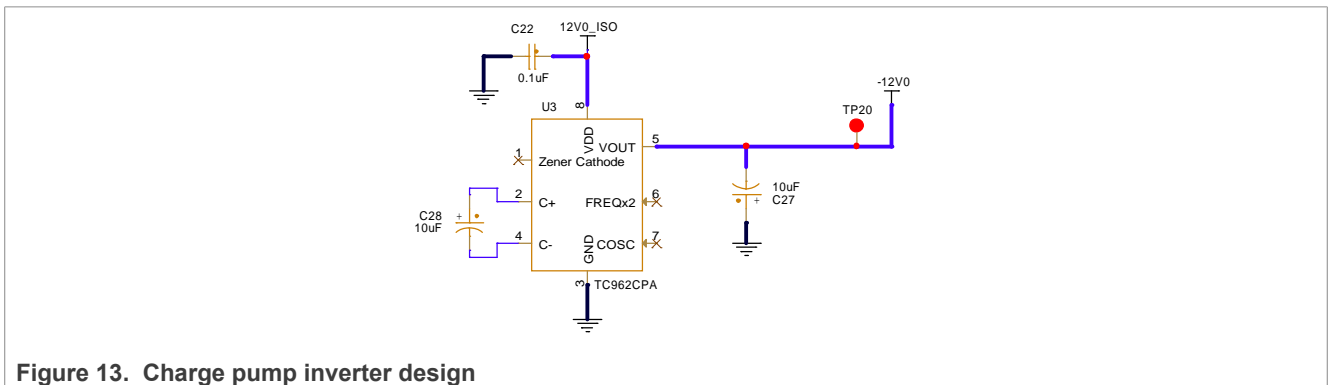 C22
12V0_ISO
0.1uF
-12V0
U3
8
TP20
VDD
VOUT
5
1
Zener Cathode
2
C+
FREQx2
6
10uF
C27
+
C28
+
10uF
4
C-
COSC
7
GND
3
TC962CPA
Figure 13. Charge pump inverter design